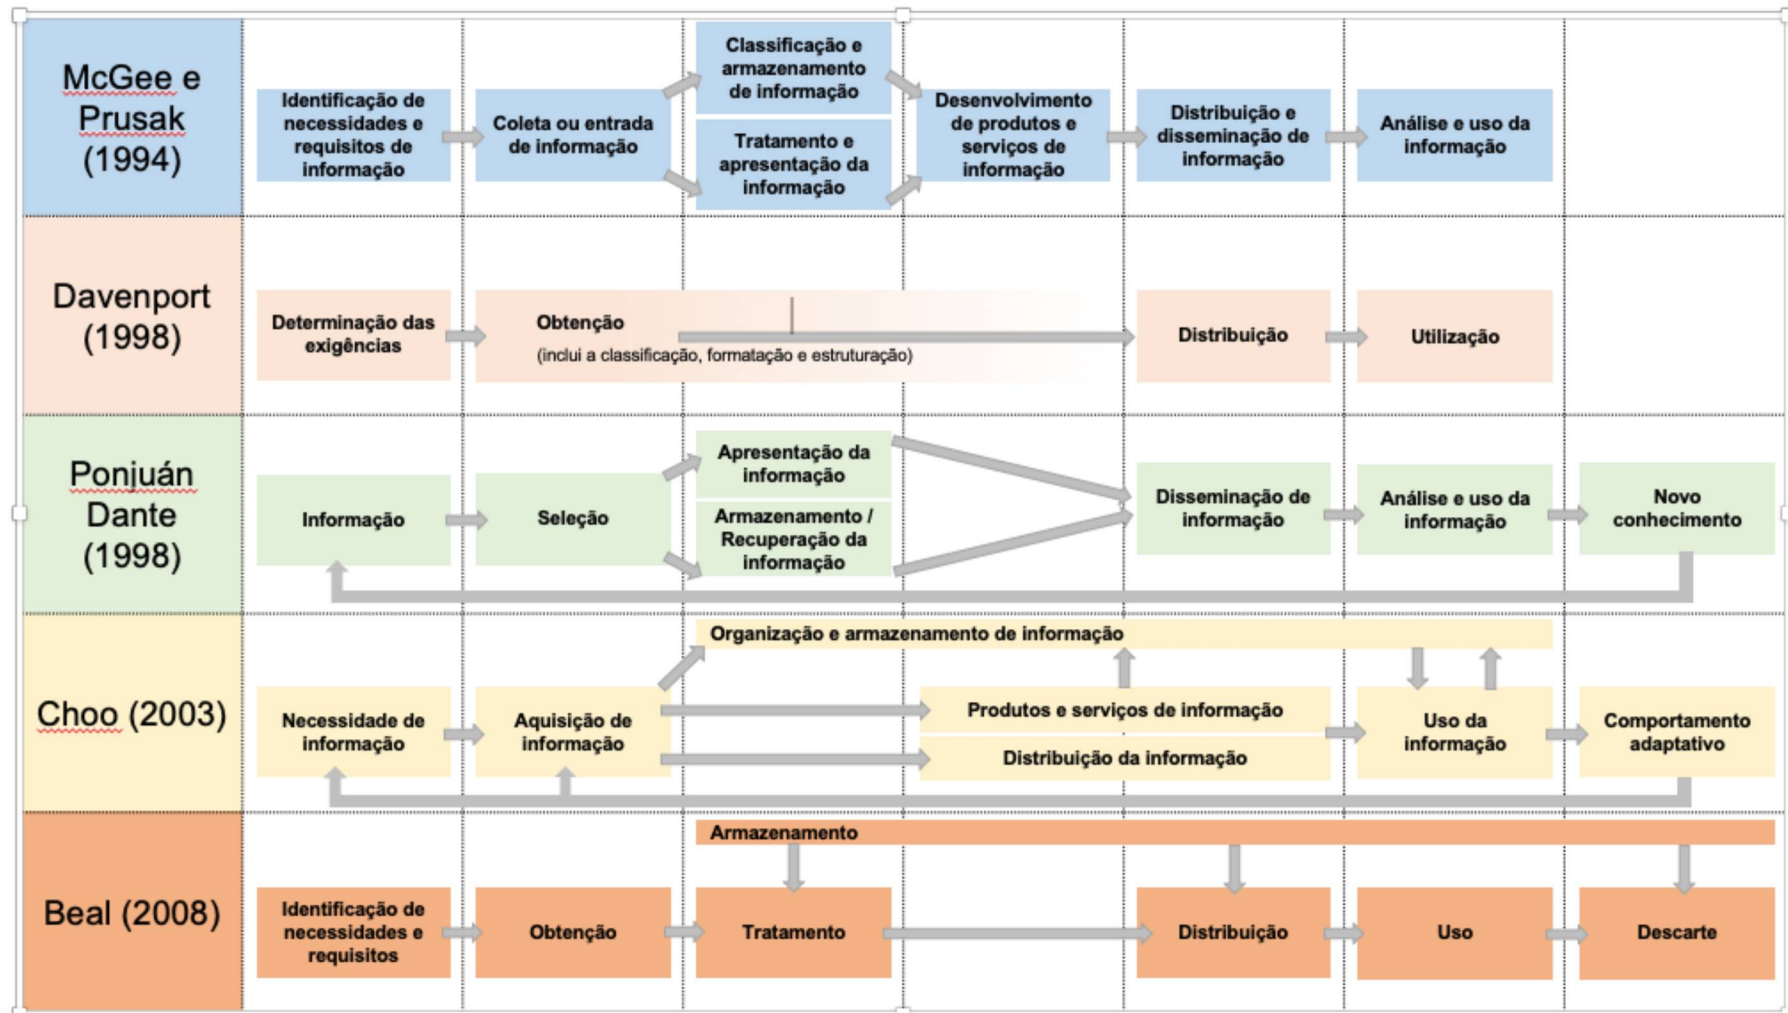 McGee e
Prusak
(1994)
Identificação de
necessidades e
requisitos de
informação
Coleta ou entrada
de informação
Classificação e
armazenamento
de informação
Tratamento e
apresentação da
informação
Desenvolvimento
de produtos e
serviços de
informação
Distribuição e
disseminação de
informação
Análise e uso da
informação
Davenport
(1998)
Determinação das
exigências
Obtenção
(inclui a classificação, formatação e estruturação)
Distribuição
Utilização
Ponjuán
Dante
(1998)
Informação
Seleção
Apresentação da
informação
Armazenamento /
Recuperação da
informação
Disseminação de
informação
Análise e uso da
informação
Novo
conhecimento
Choo (2003)
Organização e armazenamento de informação
Necessidade de
informação
Aquisição de
informação
Produtos e serviços de informação
Distribuição da informação
Uso da
informação
Comportamento
adaptativo
Beal (2008)
Armazenamento
Identificação de
necessidades e
requisitos
Obtenção
Tratamento
Distribuição
Uso
Descarte